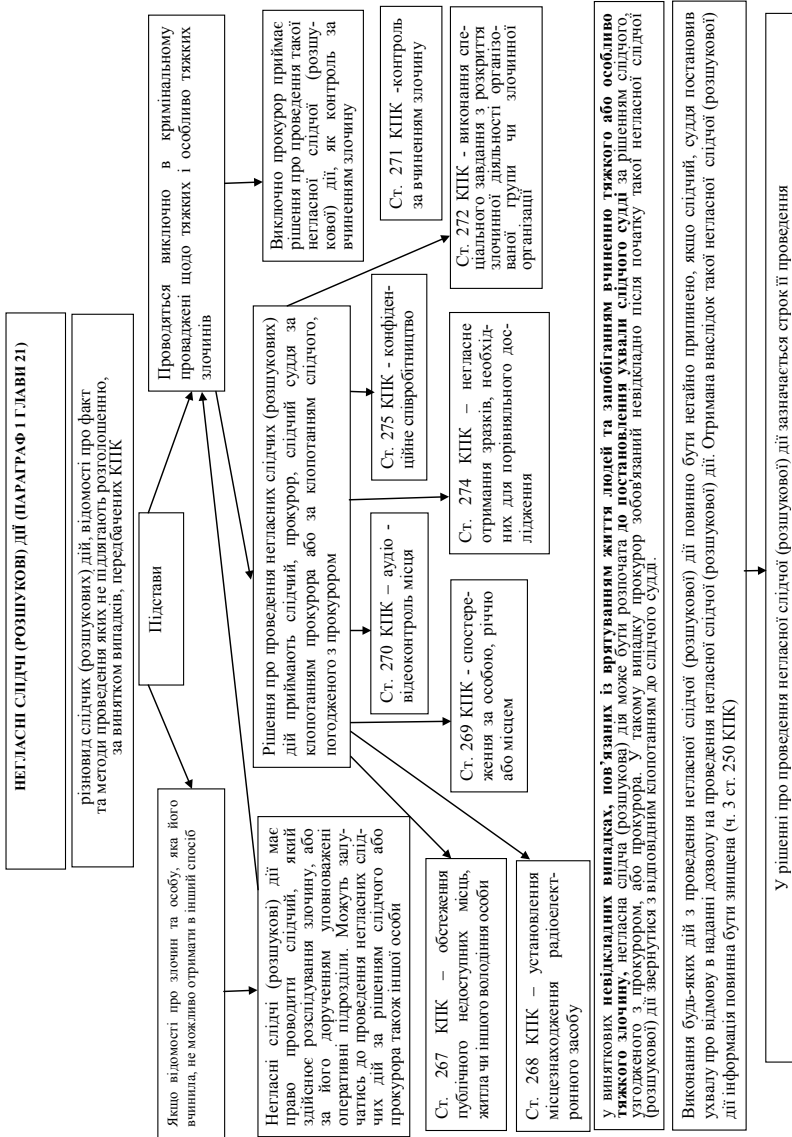 НЕГЛАСНІ СЛІДЧІ (РОЗШУКОВІ) ДІЇ (ПАРАГРАФ 1 ГЛАВИ 21)
різновид слідчих (розшукових) дій, відомості про факт
та методи проведення яких не підлягають розголошенню,
за винятком випадків, передбачених КПК
Підстави
Якщо відомості про злочин та особу, яка його
вчинила, не можливо отримати в інший спосіб
Проводяться виключно в кримінальному
проваджені щодо тяжких і особливо тяжких
злочинів
Негласні слідчі (розшукові) дії має
право проводити слідчий, який
здійснює розслідування злочину, або
за його дорученням уповноважені
оперативні підрозділи. Можуть залу-
чатись до проведення негласних слід-
чих дій за рішенням слідчого або
прокурора також іншої особи
Рішення про проведення негласних слідчих (розшукових)
дій приймають слідчий, прокурор, слідчий суддя за
клопотанням прокурора або за клопотанням слідчого,
погодженого з прокурором
Виключно прокурор приймає
рішення про проведення такої
негласної слідчої (розшу-
кової) дії, як контроль за
вчиненням злочину
Ст. 267 КПК – обстеження
публічного недоступних місць,
житла чи іншого володіння особи
Ст. 268 КПК – установлення
місцезнаходження радіоелект-
ронного засобу
Ст. 269 КПК - спостере-
ження за особою, річчю
або місцем
Ст. 270 КПК – аудіо -
відеоконтроль місця
Ст. 274 КПК – негласне
отримання зразків, необхід-
них для порівняльного дос-
лідження
Ст. 275 КПК - конфіден-
ційне співробітництво
Ст. 271 КПК -контроль
за вчиненням злочину
Ст. 272 КПК - виконання спе-
ціального завдання з розкриття
злочинної діяльності організо-
ваної групи чи злочинної
організації
у виняткових невідкладних випадках, пов’язаних із врятуванням життя людей та запобіганням вчиненню тяжкого або особливо
тяжкого злочину, негласна слідча (розшукова) дія може бути розпочата до постановлення ухвали слідчого судді за рішенням слідчого,
узгодженого з прокурором, або прокурора. У такому випадку прокурор зобов’язаний невідкладно після початку такої негласної слідчої
(розшукової) дії звернутися з відповідним клопотанням до слідчого судді.
Виконання будь-яких дій з проведення негласної слідчої (розшукової) дії повинно бути негайно припинено, якщо слідчий, суддя постановив
ухвалу про відмову в наданні дозволу на проведення негласної слідчої (розшукової) дії. Отримана внаслідок такої негласної слідчої (розшукової)
дії інформація повинна бути знищена (ч. 3 ст. 250 КПК)
У рішенні про проведення негласної слідчої (розшукової) дії зазначається строк її проведення